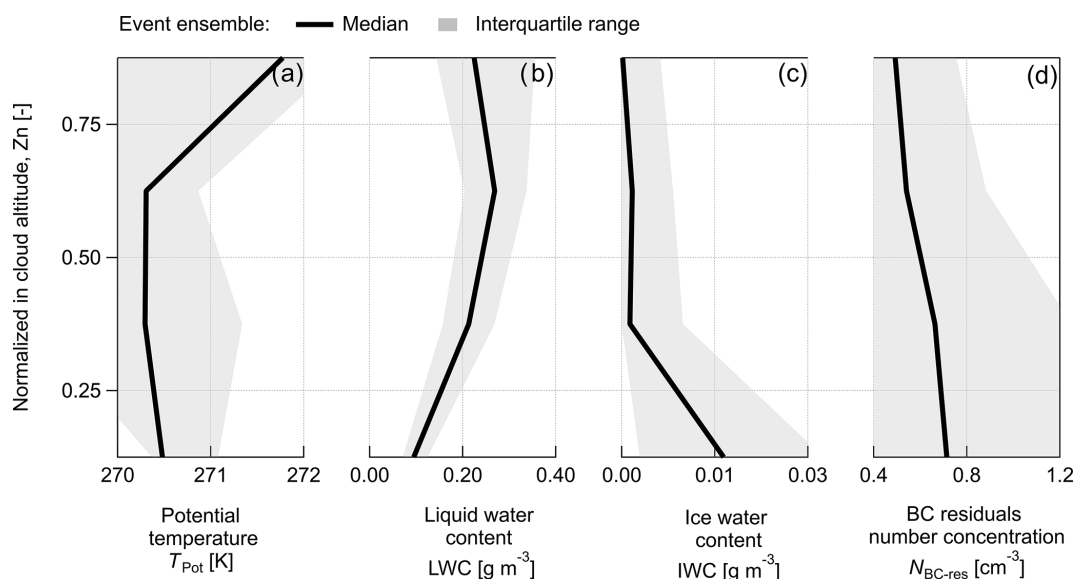 Event ensemble: Median Interquartile range
(a) (b) (c) (d)
Normalized in cloud altitude, Zn [-]
0.75
0.50
0.25
270 271 272 0.00 0.20 0.40 0.00 0.01 0.03 0.4 0.8 1.2
Potential
temperature
T_Pot [K]
Liquid water
content
LWC [g m⁻³]
Ice water
content
IWC [g m⁻³]
BC residuals
number concentration
N_BC-res [cm⁻³]